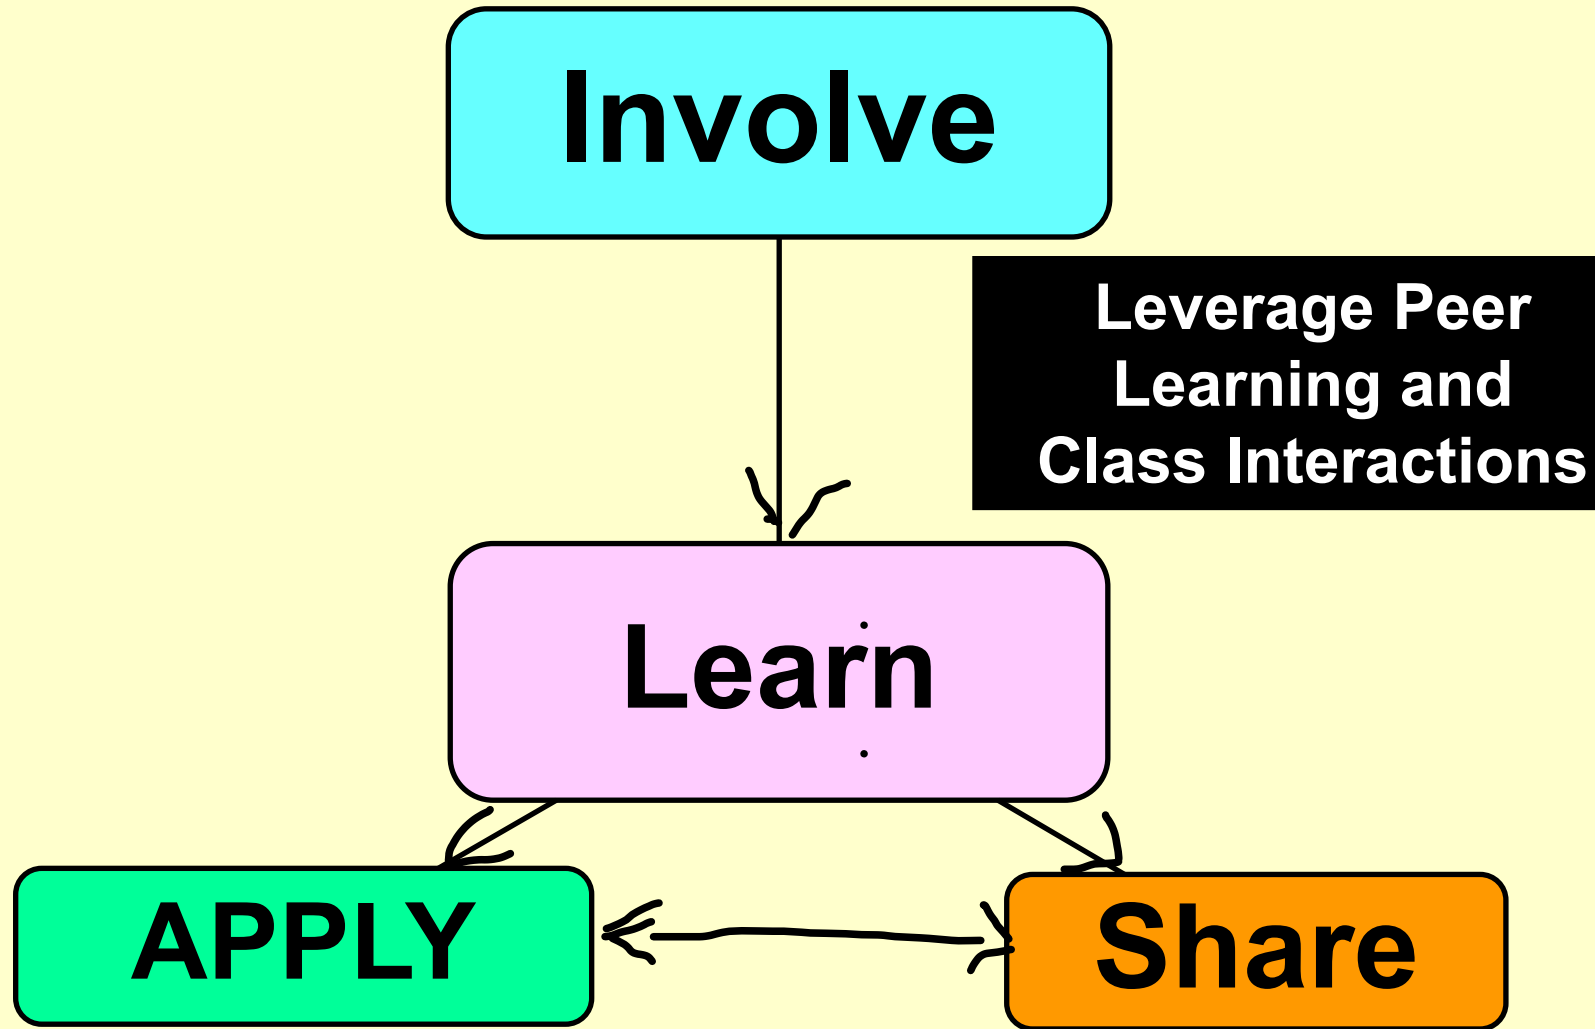 Involve
Leverage Peer
Learning and
Class Interactions
Learn
APPLY
Share